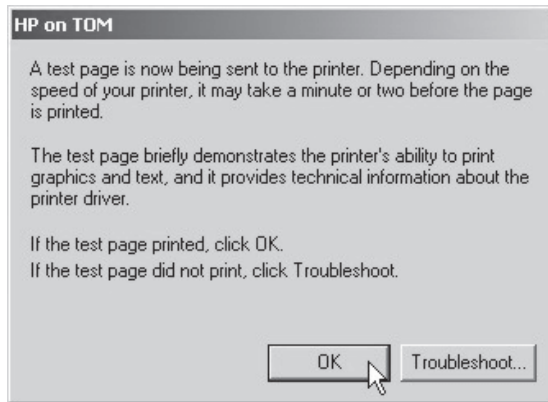 HP on TOM
A test page is now being sent to the printer. Depending on the
speed of your printer, it may take a minute or two before the page
is printed.
The test page briefly demonstrates the printer's ability to print
graphics and text, and it provides technical information about the
printer driver.
If the test page printed, click OK.
If the test page did not print, click Troubleshoot.
OK
Troubleshoot...